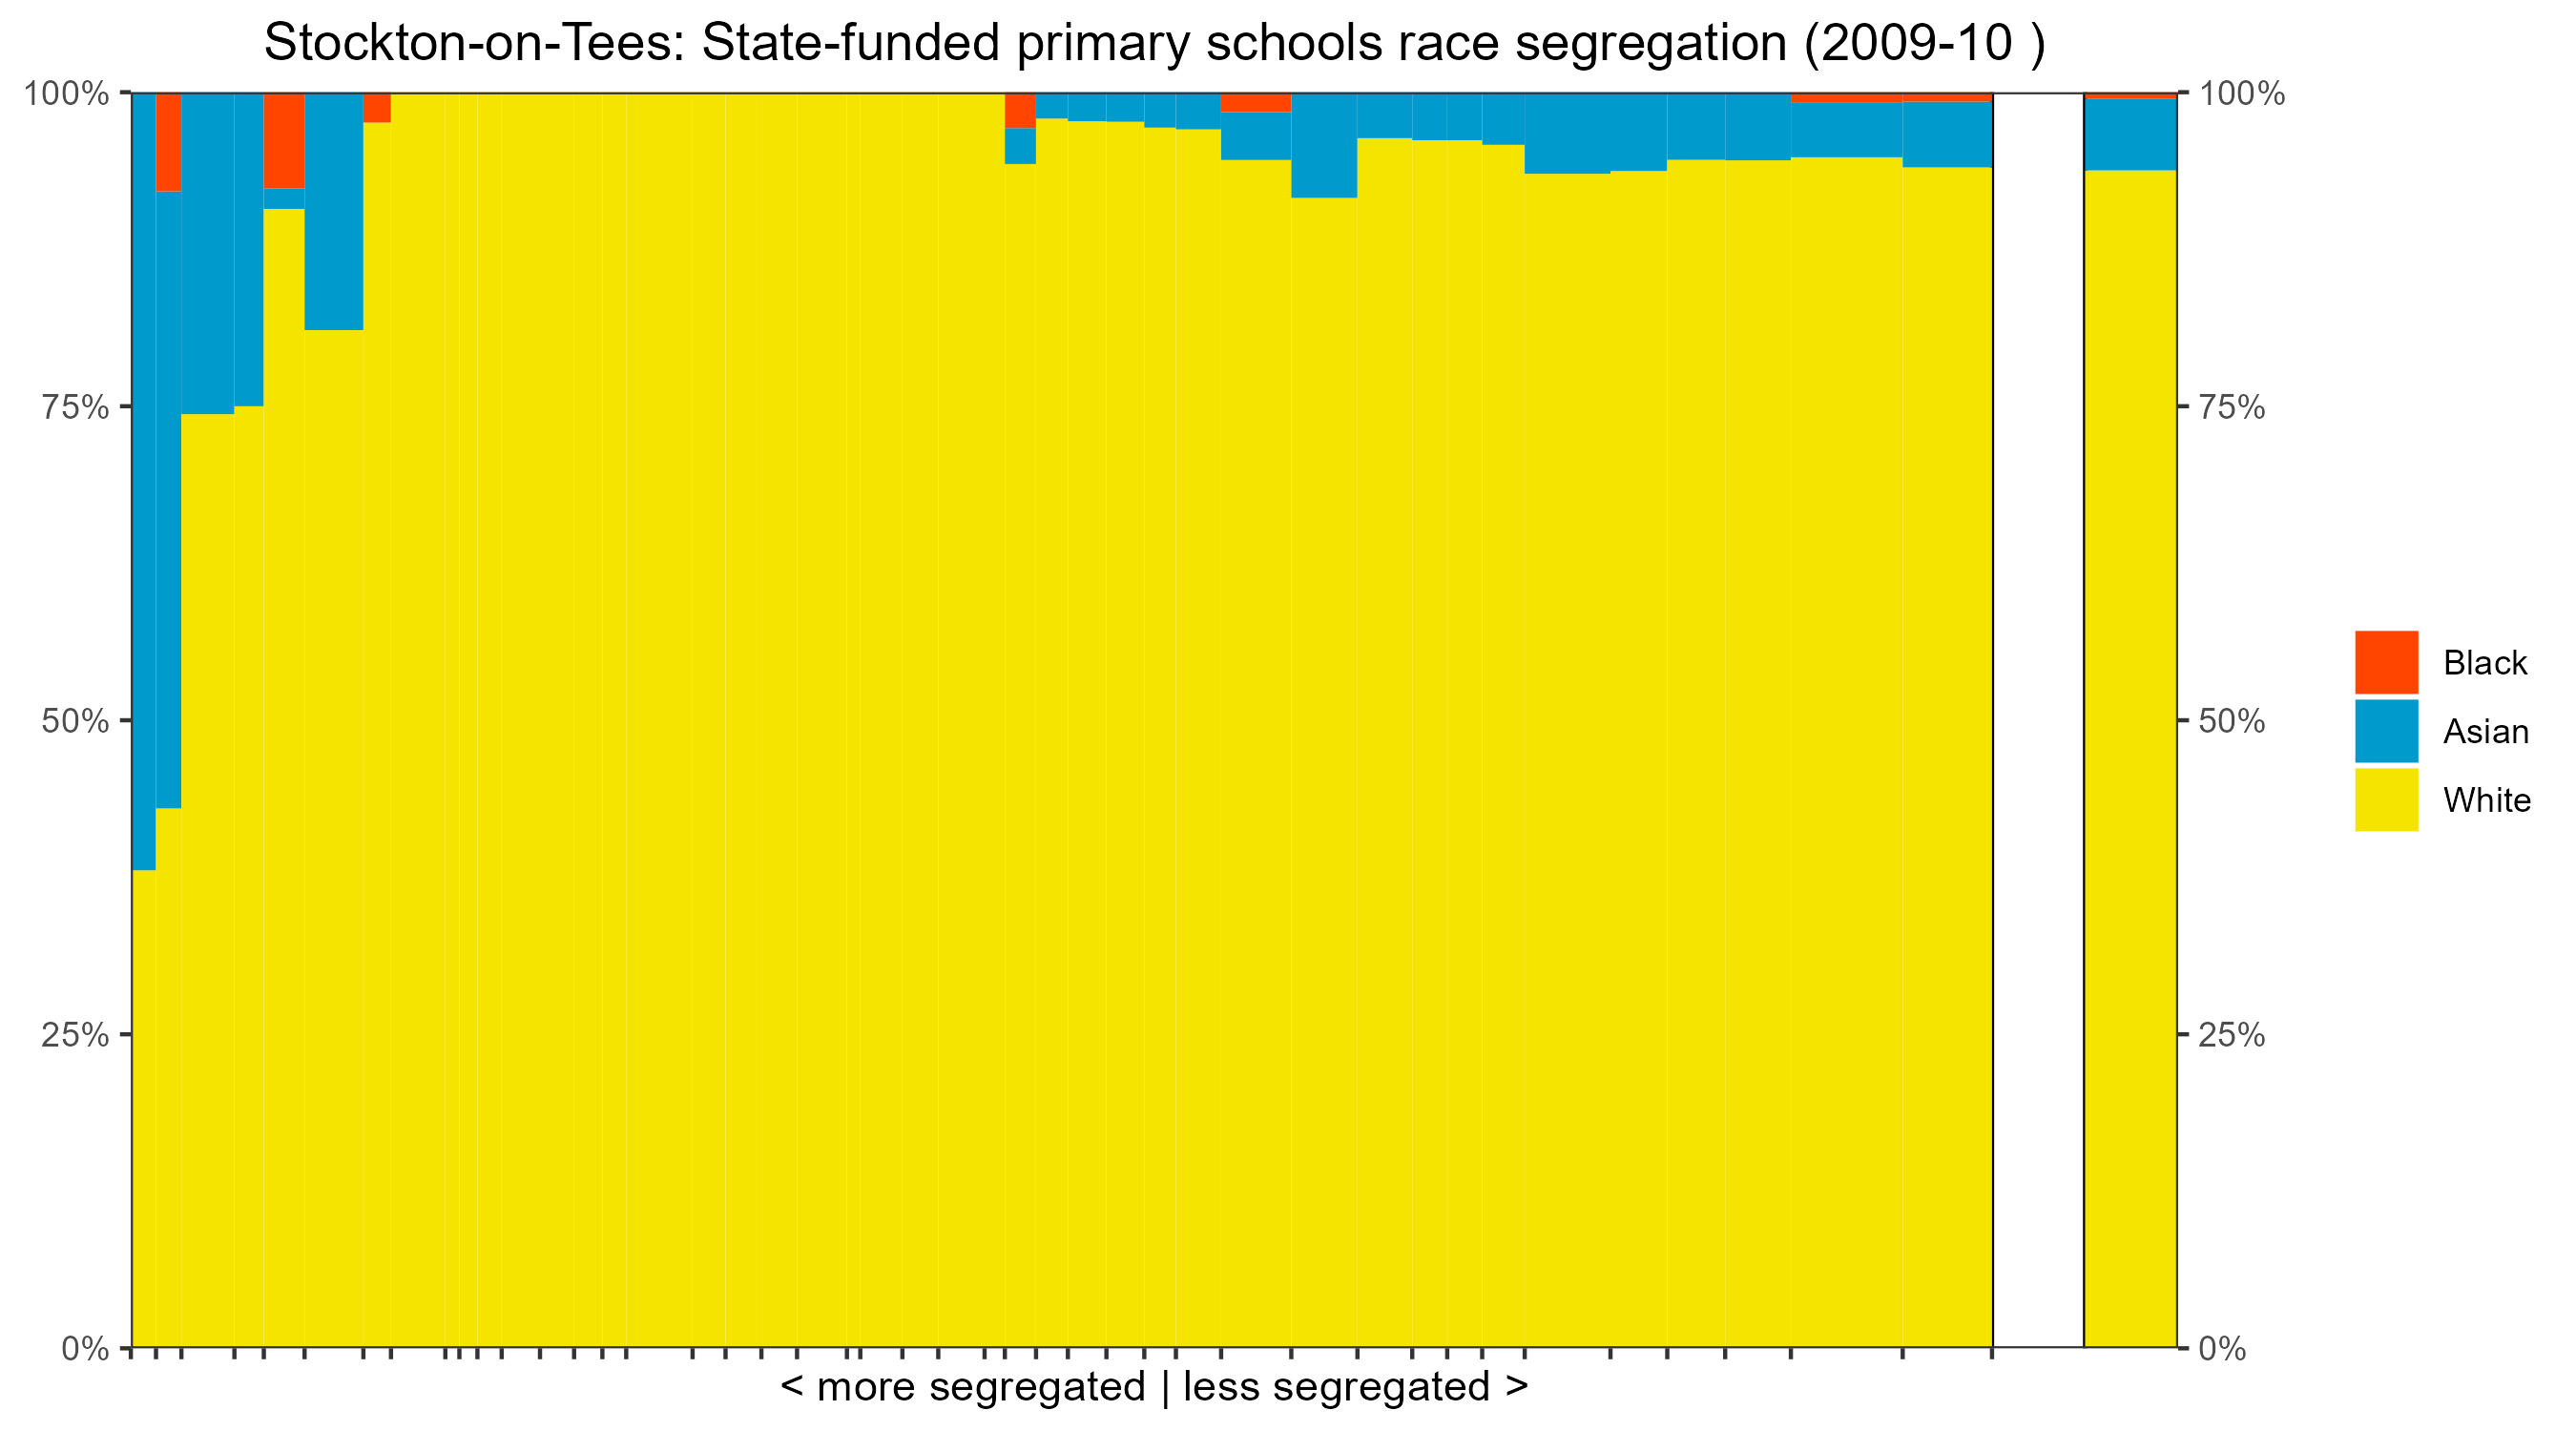 Stockton-on-Tees: State-funded primary schools race segregation (2009-10 )
100%
75%
50%
25%
0%
100%
75%
50%
25%
0%
Black
Asian
White
< more segregated | less segregated >